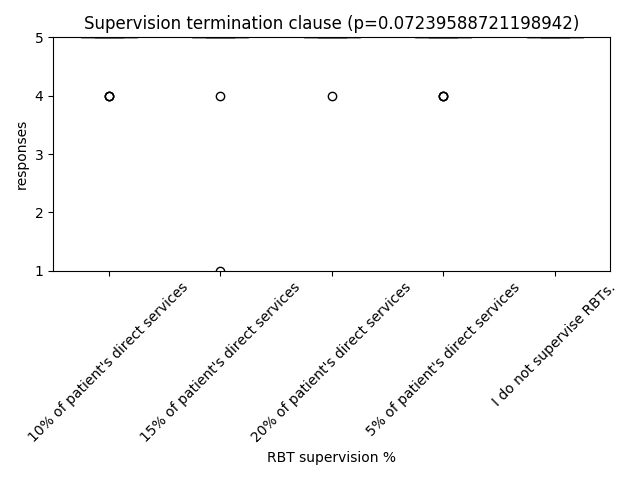 Supervision termination clause (p=0.07239588721198942)
5
4
3
2
1
responses
10% of patient's direct services
15% of patient's direct services
20% of patient's direct services
5% of patient's direct services
I do not supervise RBTs.
RBT supervision %